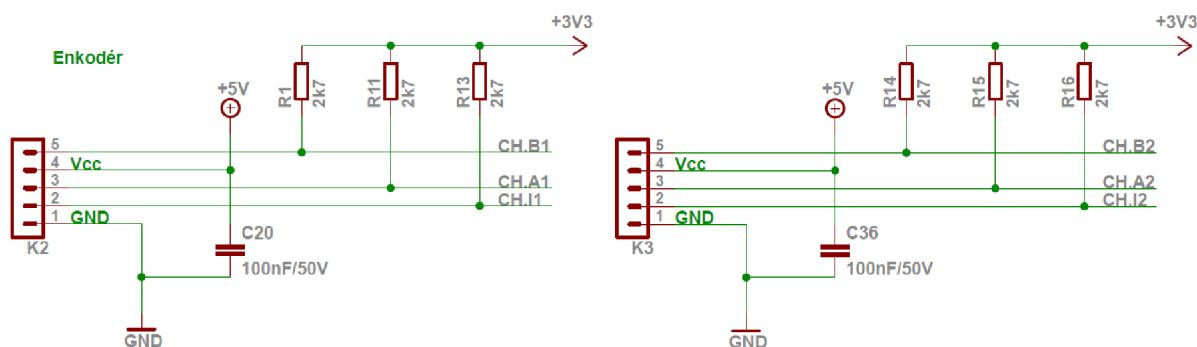 Enkodér
+3V3
R1
2k7
R11
2k7
R13
2k7
+5V
5
CH.B1
4
Vcc
3
CH.A1
2
CH.I1
1
GND
K2
C20
100nF/50V
GND
+3V3
R14
2k7
R15
2k7
R16
2k7
+5V
5
CH.B2
4
Vcc
3
CH.A2
2
CH.I2
1
GND
K3
C36
100nF/50V
GND